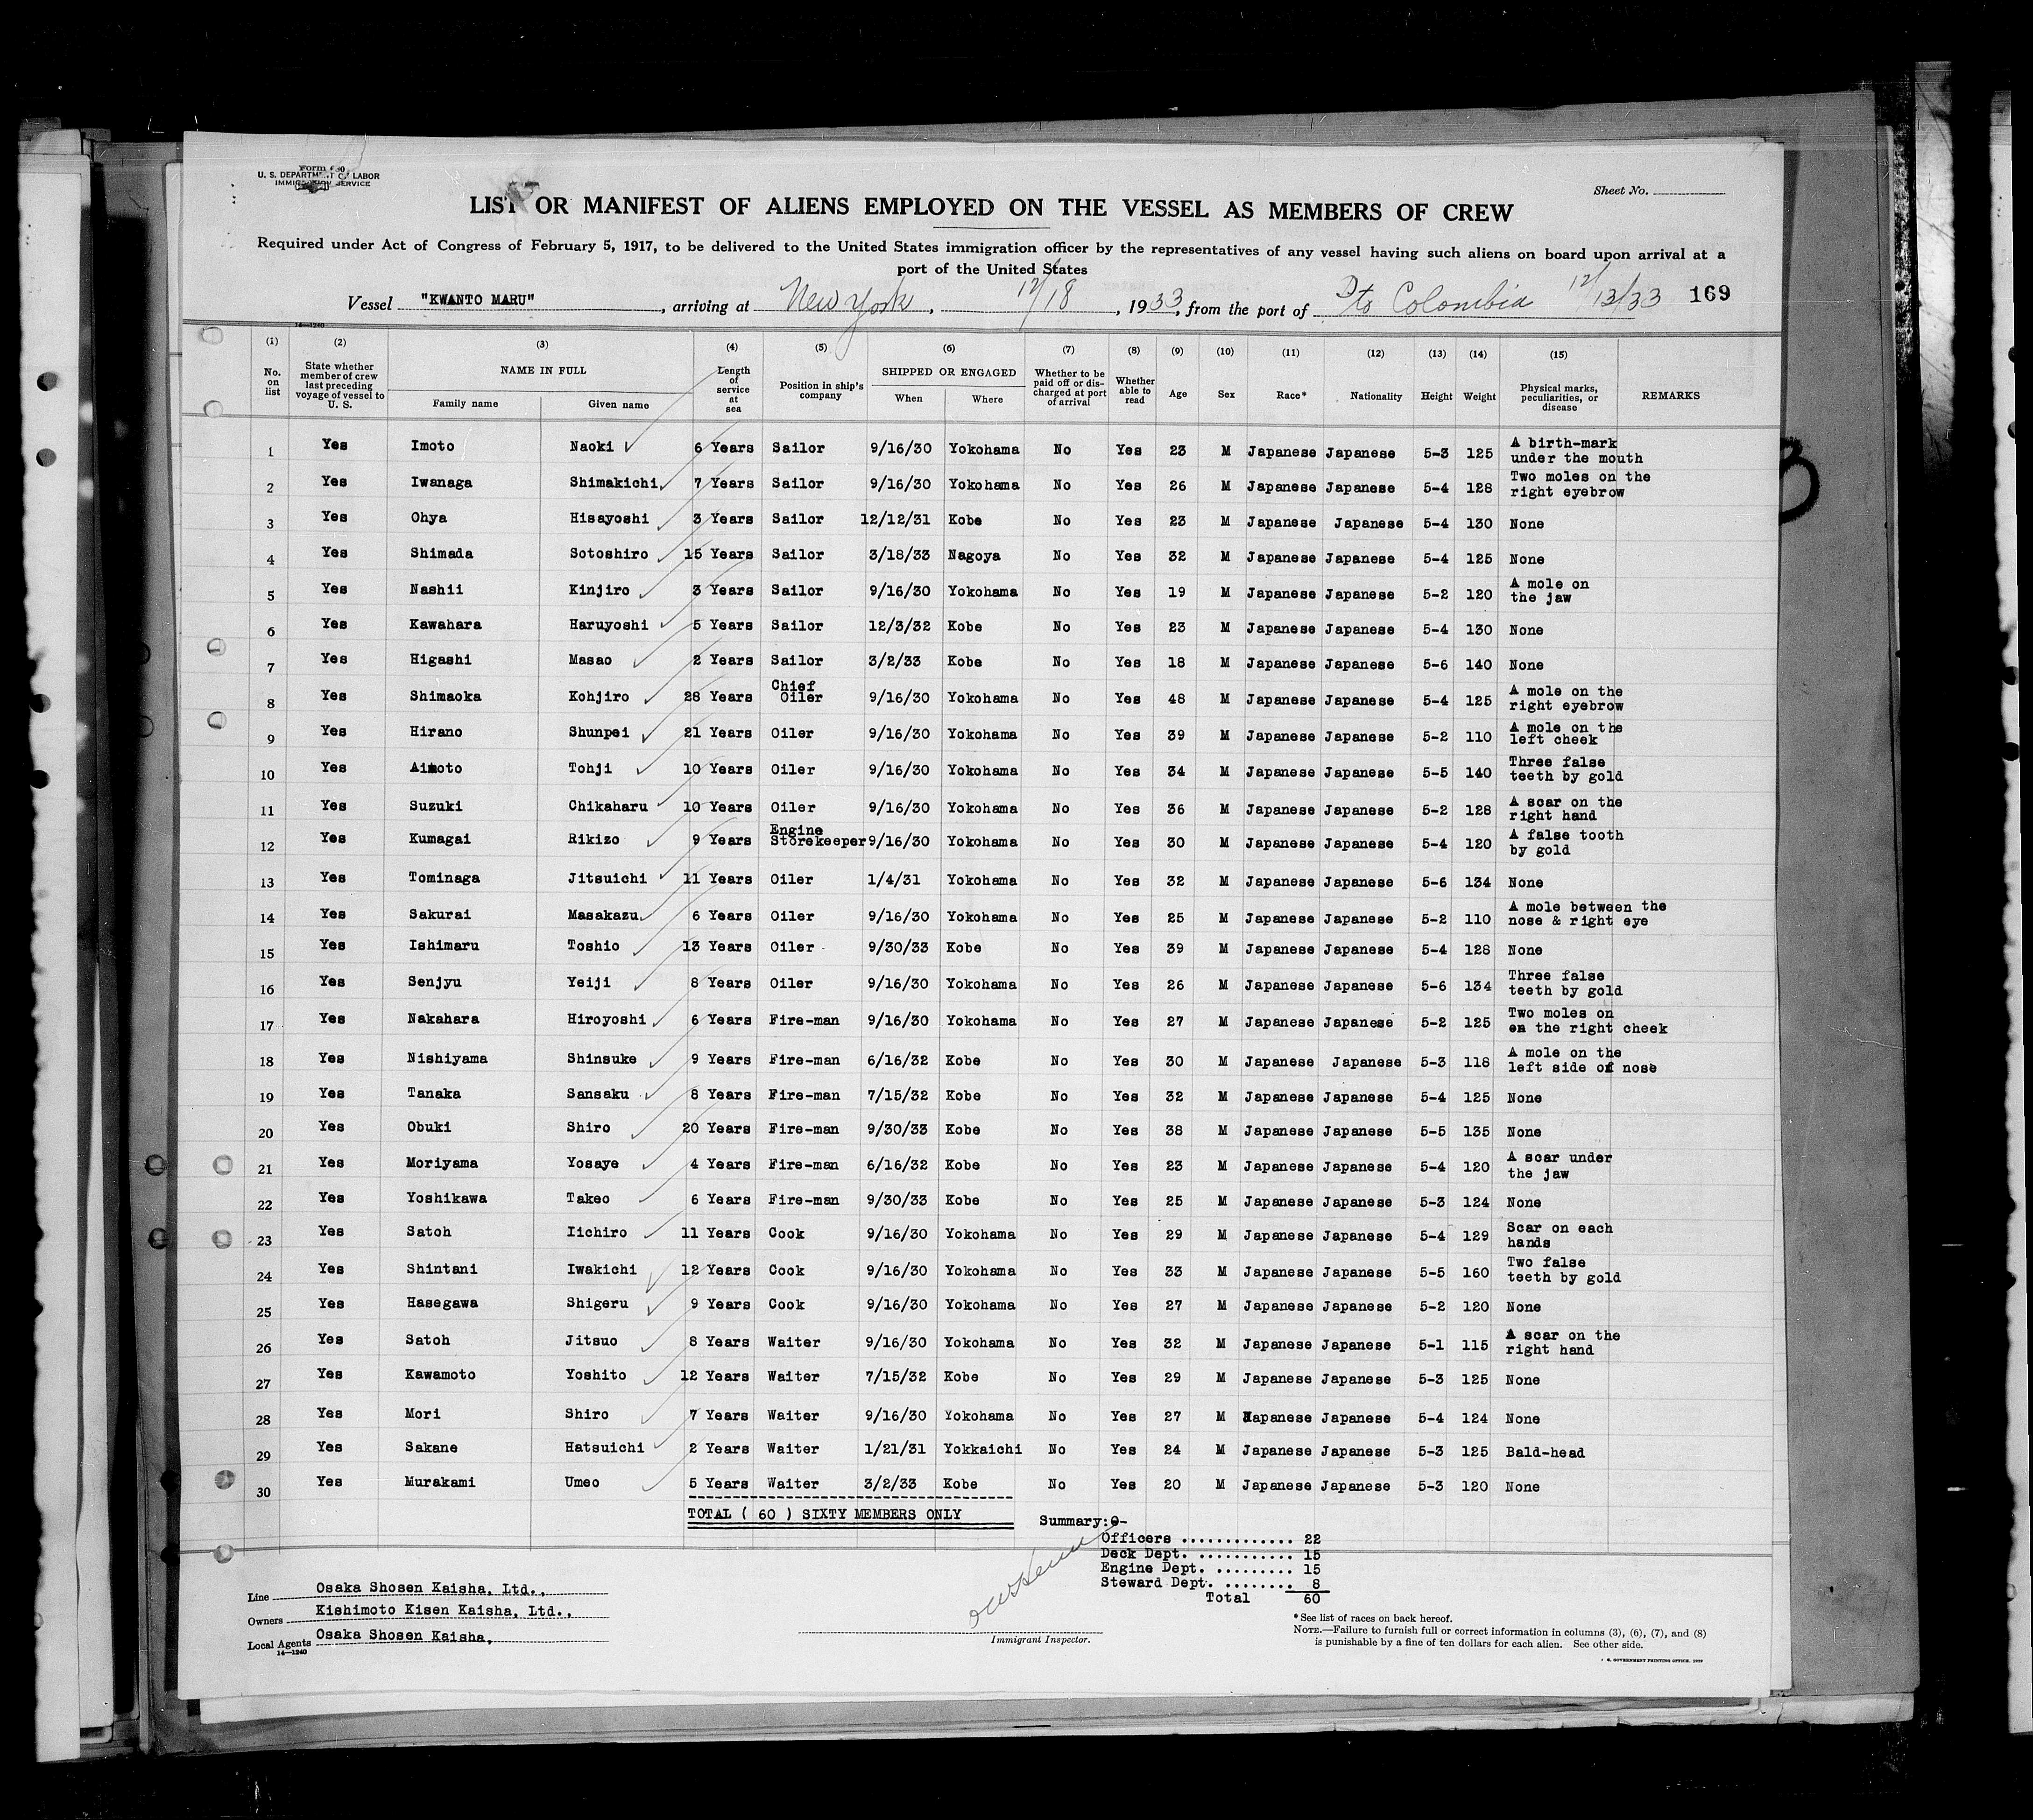 Form 680
U. S. DEPARTMENT OF LABOR
IMMIGRATION SERVICE
Sheet No.
LIST OR MANIFEST OF ALIENS EMPLOYED ON THE VESSEL AS MEMBERS OF CREW
Required under Act of Congress of February 5, 1917, to be delivered to the United States immigration officer by the representatives of any vessel having such aliens on board upon arrival at a
port of the United States
Vessel "KWANTO MARU", arriving at New York, 12/18, 1933, from the port of Pto Colombia 12/13/33 169
14—1240
(1) (2) (3) (4) (5) (6) (7) (8) (9) (10) (11) (12) (13) (14) (15)
No. on list State whether member of crew last preceding voyage of vessel to U. S. NAME IN FULL Length of service at sea Position in ship's company SHIPPED OR ENGAGED Whether to be paid off or discharged at port of arrival Whether able to read Age Sex Race* Nationality Height Weight Physical marks, peculiarities, or disease REMARKS
Family name Given name When Where
1 Yes Imoto Naoki 6 Years Sailor 9/16/30 Yokohama No Yes 23 M Japanese Japanese 5-3 125 A birth-mark under the mouth
2 Yes Iwanaga Shimakichi 7 Years Sailor 9/16/30 Yokohama No Yes 26 M Japanese Japanese 5-4 128 Two moles on the right eyebrow
3 Yes Ohya Hisayoshi 3 Years Sailor 12/12/31 Kobe No Yes 23 M Japanese Japanese 5-4 130 None
4 Yes Shimada Sotoshiro 15 Years Sailor 3/18/33 Nagoya No Yes 32 M Japanese Japanese 5-4 125 None
5 Yes Nashii Kinjiro 3 Years Sailor 9/16/30 Yokohama No Yes 19 M Japanese Japanese 5-2 120 A mole on the jaw
6 Yes Kawahara Haruyoshi 5 Years Sailor 12/3/32 Kobe No Yes 23 M Japanese Japanese 5-4 130 None
7 Yes Higashi Masao 2 Years Sailor 3/2/33 Kobe No Yes 18 M Japanese Japanese 5-6 140 None
8 Yes Shimaoka Kohjiro 28 Years Chief Oiler 9/16/30 Yokohama No Yes 48 M Japanese Japanese 5-4 125 A mole on the right eyebrow
9 Yes Hirano Shunpei 21 Years Oiler 9/16/30 Yokohama No Yes 39 M Japanese Japanese 5-2 110 A mole on the left cheek
10 Yes Aimoto Tohji 10 Years Oiler 9/16/30 Yokohama No Yes 34 M Japanese Japanese 5-5 140 Three false teeth by gold
11 Yes Suzuki Chikaharu 10 Years Oiler 9/16/30 Yokohama No Yes 36 M Japanese Japanese 5-2 128 A scar on the right hand
12 Yes Kumagai Rikizo 9 Years Engine Storekeeper 9/16/30 Yokohama No Yes 30 M Japanese Japanese 5-4 120 A false tooth by gold
13 Yes Tominaga Jitsuichi 11 Years Oiler 1/4/31 Yokohama No Yes 32 M Japanese Japanese 5-6 134 None
14 Yes Sakurai Masakazu 6 Years Oiler 9/16/30 Yokohama No Yes 25 M Japanese Japanese 5-2 110 A mole between the nose & right eye
15 Yes Ishimaru Toshio 13 Years Oiler 9/30/33 Kobe No Yes 39 M Japanese Japanese 5-4 128 None
16 Yes Senjyu Yeiji 8 Years Oiler 9/16/30 Yokohama No Yes 26 M Japanese Japanese 5-6 134 Three false teeth by gold
17 Yes Nakahara Hiroyoshi 6 Years Fire-man 9/16/30 Yokohama No Yes 27 M Japanese Japanese 5-2 125 Two moles on on the right cheek
18 Yes Nishiyama Shinsuke 9 Years Fire-man 6/16/32 Kobe No Yes 30 M Japanese Japanese 5-3 118 A mole on the left side of nose
19 Yes Tanaka Sansaku 8 Years Fire-man 7/15/32 Kobe No Yes 32 M Japanese Japanese 5-4 125 None
20 Yes Obuki Shiro 20 Years Fire-man 9/30/33 Kobe No Yes 38 M Japanese Japanese 5-5 135 None
21 Yes Moriyama Yosaye 4 Years Fire-man 6/16/32 Kobe No Yes 23 M Japanese Japanese 5-4 120 A scar under the jaw
22 Yes Yoshikawa Takeo 6 Years Fire-man 9/30/33 Kobe No Yes 25 M Japanese Japanese 5-3 124 None
23 Yes Satoh Iichiro 11 Years Cook 9/16/30 Yokohama No Yes 29 M Japanese Japanese 5-4 129 Scar on each hands
24 Yes Shintani Iwakichi 12 Years Cook 9/16/30 Yokohama No Yes 33 M Japanese Japanese 5-5 160 Two false teeth by gold
25 Yes Hasegawa Shigeru 9 Years Cook 9/16/30 Yokohama No Yes 27 M Japanese Japanese 5-2 120 None
26 Yes Satoh Jitsuo 8 Years Waiter 9/16/30 Yokohama No Yes 32 M Japanese Japanese 5-1 115 A scar on the right hand
27 Yes Kawamoto Yoshito 12 Years Waiter 7/15/32 Kobe No Yes 29 M Japanese Japanese 5-3 125 None
28 Yes Mori Shiro 7 Years Waiter 9/16/30 Yokohama No Yes 27 M Japanese Japanese 5-4 124 None
29 Yes Sakane Hatsuichi 2 Years Waiter 1/21/31 Yokkaichi No Yes 24 M Japanese Japanese 5-3 125 Bald-head
30 Yes Murakami Umeo 5 Years Waiter 3/2/33 Kobe No Yes 20 M Japanese Japanese 5-3 120 None
TOTAL ( 60 ) SIXTY MEMBERS ONLY
Summary:0-
Officers ............. 22
Deck Dept. ........... 15
Engine Dept. ......... 15
Steward Dept. ........ 8
Total 60
Line Osaka Shosen Kaisha, Ltd.,
Owners Kishimoto Kisen Kaisha, Ltd.,
Local Agents Osaka Shosen Kaisha,
14—1240
Immigrant Inspector.
* See list of races on back hereof.
NOTE.—Failure to furnish full or correct information in columns (3), (6), (7), and (8)
is punishable by a fine of ten dollars for each alien. See other side.
GOVERNMENT PRINTING OFFICE